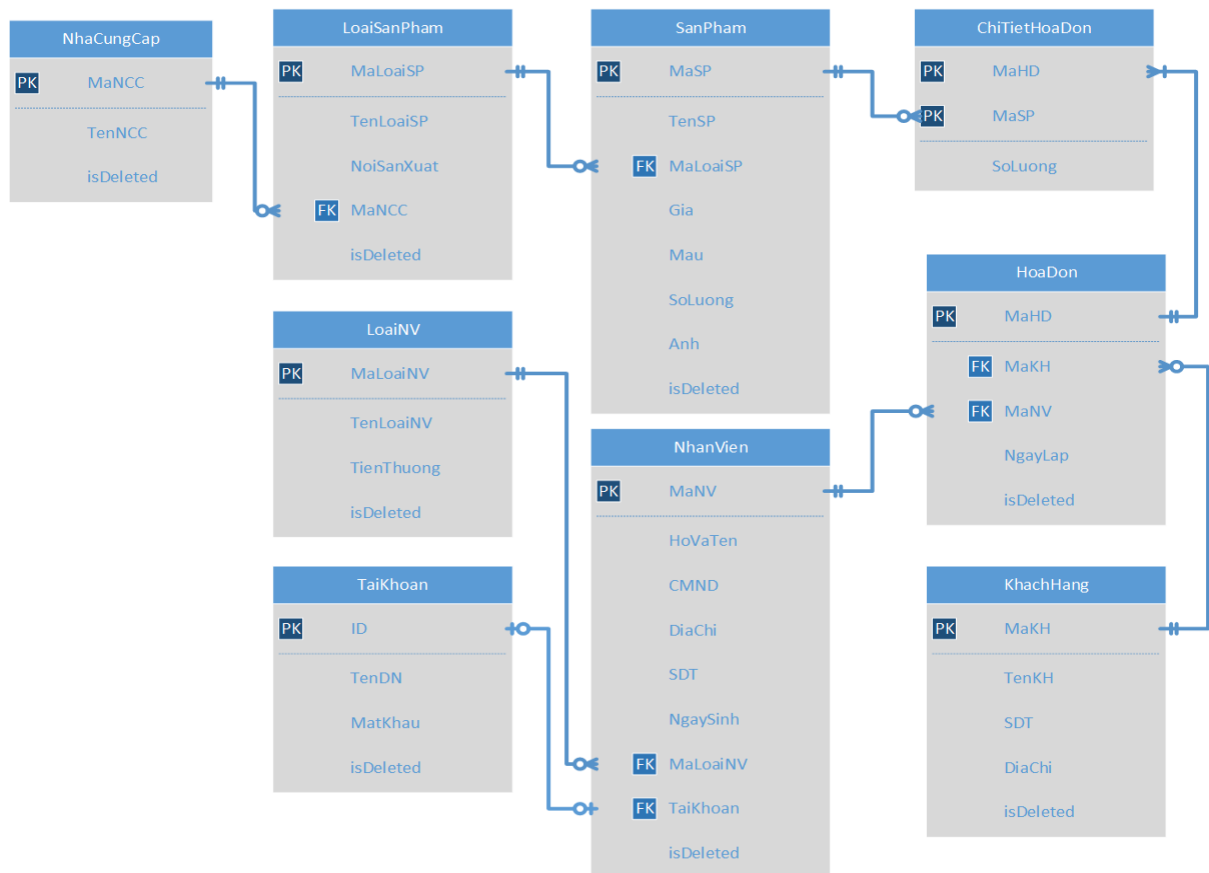 NhaCungCap
PK MaNCC
TenNCC
isDeleted
LoaiSanPham
PK MaLoaiSP
TenLoaiSP
NoiSanXuat
FK MaNCC
isDeleted
SanPham
PK MaSP
TenSP
FK MaLoaiSP
Gia
Mau
SoLuong
Anh
isDeleted
ChiTietHoaDon
PK MaHD
PK MaSP
SoLuong
LoaiNV
PK MaLoaiNV
TenLoaiNV
TienThuong
isDeleted
HoaDon
PK MaHD
FK MaKH
FK MaNV
NgayLap
isDeleted
TaiKhoan
PK ID
TenDN
MatKhau
isDeleted
NhanVien
PK MaNV
HoVaTen
CMND
DiaChi
SDT
NgaySinh
FK MaLoaiNV
FK TaiKhoan
isDeleted
KhachHang
PK MaKH
TenKH
SDT
DiaChi
isDeleted